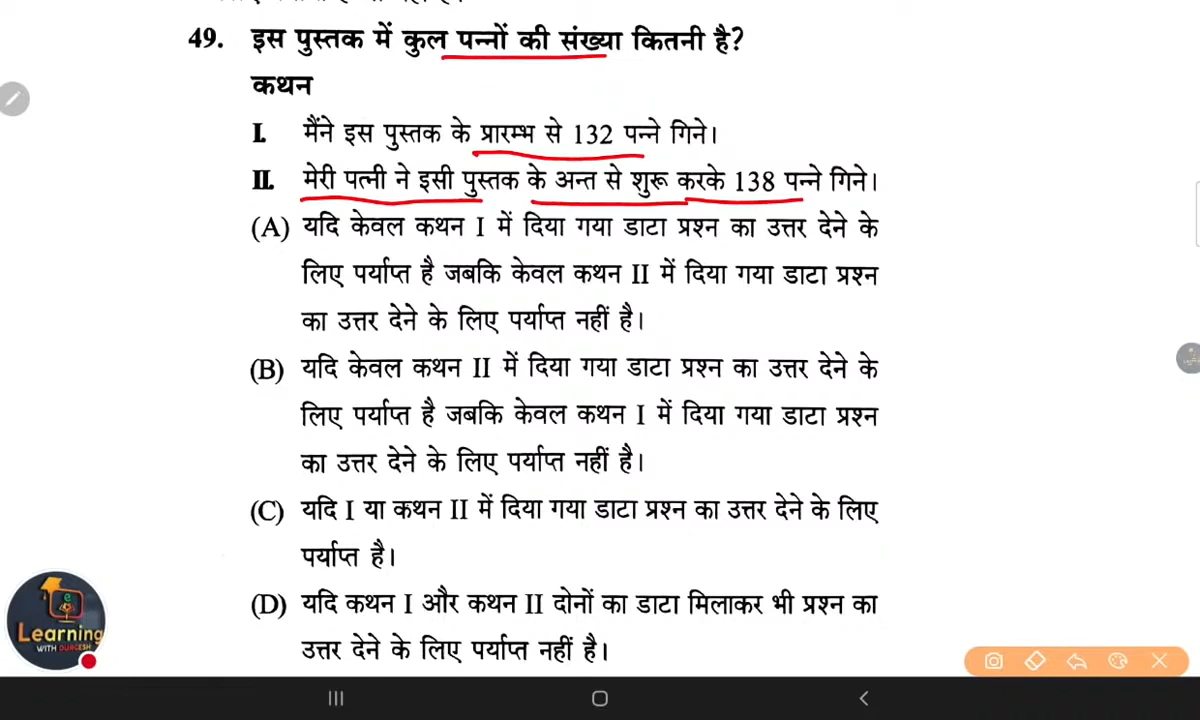 49. इस पुस्तक में कुल पन्नों की संख्या कितनी है?
कथन
I. मैंने इस पुस्तक के प्रारम्भ से 132 पन्ने गिने।
II. मेरी पत्नी ने इसी पुस्तक के अन्त से शुरू करके 138 पन्ने गिने।
(A) यदि केवल कथन I में दिया गया डाटा प्रश्न का उत्तर देने के
लिए पर्याप्त है जबकि केवल कथन II में दिया गया डाटा प्रश्न
का उत्तर देने के लिए पर्याप्त नहीं है।
(B) यदि केवल कथन II में दिया गया डाटा प्रश्न का उत्तर देने के
लिए पर्याप्त है जबकि केवल कथन I में दिया गया डाटा प्रश्न
का उत्तर देने के लिए पर्याप्त नहीं है।
(C) यदि I या कथन II में दिया गया डाटा प्रश्न का उत्तर देने के लिए
पर्याप्त है।
(D) यदि कथन I और कथन II दोनों का डाटा मिलाकर भी प्रश्न का
उत्तर देने के लिए पर्याप्त नहीं है।
Learning
WITH DURGESH